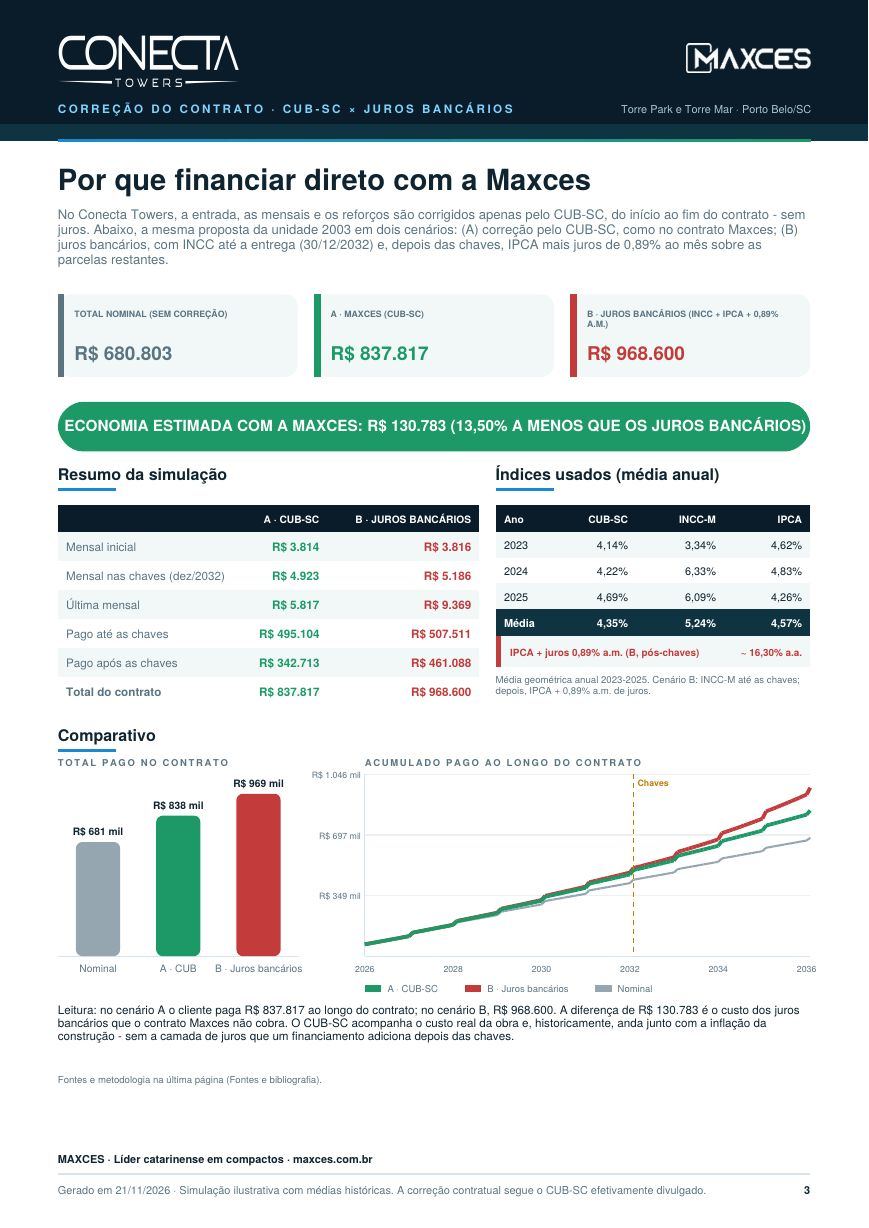 CONECTA
TOWERS
MAXCES
CORREÇÃO DO CONTRATO · CUB-SC × JUROS BANCÁRIOS
Torre Park e Torre Mar · Porto Belo/SC
Por que financiar direto com a Maxces
No Conecta Towers, a entrada, as mensais e os reforços são corrigidos apenas pelo CUB-SC, do início ao fim do contrato - sem
juros. Abaixo, a mesma proposta da unidade 2003 em dois cenários: (A) correção pelo CUB-SC, como no contrato Maxces; (B)
juros bancários, com INCC até a entrega (30/12/2032) e, depois das chaves, IPCA mais juros de 0,89% ao mês sobre as
parcelas restantes.
TOTAL NOMINAL (SEM CORREÇÃO)
R$ 680.803
A · MAXCES (CUB-SC)
R$ 837.817
B · JUROS BANCÁRIOS (INCC + IPCA + 0,89%
A.M.)
R$ 968.600
ECONOMIA ESTIMADA COM A MAXCES: R$ 130.783 (13,50% A MENOS QUE OS JUROS BANCÁRIOS)
Resumo da simulação
A · CUB-SC B · JUROS BANCÁRIOS
Mensal inicial R$ 3.814 R$ 3.816
Mensal nas chaves (dez/2032) R$ 4.923 R$ 5.186
Última mensal R$ 5.817 R$ 9.369
Pago até as chaves R$ 495.104 R$ 507.511
Pago após as chaves R$ 342.713 R$ 461.088
Total do contrato R$ 837.817 R$ 968.600
Índices usados (média anual)
Ano CUB-SC INCC-M IPCA
2023 4,14% 3,34% 4,62%
2024 4,22% 6,33% 4,83%
2025 4,69% 6,09% 4,26%
Média 4,35% 5,24% 4,57%
IPCA + juros 0,89% a.m. (B, pós-chaves) ~ 16,30% a.a.
Média geométrica anual 2023-2025. Cenário B: INCC-M até as chaves;
depois, IPCA + 0,89% a.m. de juros.
Comparativo
TOTAL PAGO NO CONTRATO
R$ 681 mil
R$ 838 mil
R$ 969 mil
Nominal A · CUB B · Juros bancários
ACUMULADO PAGO AO LONGO DO CONTRATO
R$ 1.046 mil
R$ 697 mil
R$ 349 mil
Chaves
2026 2028 2030 2032 2034 2036
A · CUB-SC B · Juros bancários Nominal
Leitura: no cenário A o cliente paga R$ 837.817 ao longo do contrato; no cenário B, R$ 968.600. A diferença de R$ 130.783 é o custo dos juros
bancários que o contrato Maxces não cobra. O CUB-SC acompanha o custo real da obra e, historicamente, anda junto com a inflação da
construção - sem a camada de juros que um financiamento adiciona depois das chaves.
Fontes e metodologia na última página (Fontes e bibliografia).
MAXCES · Líder catarinense em compactos · maxces.com.br
Gerado em 21/11/2026 · Simulação ilustrativa com médias históricas. A correção contratual segue o CUB-SC efetivamente divulgado.
3